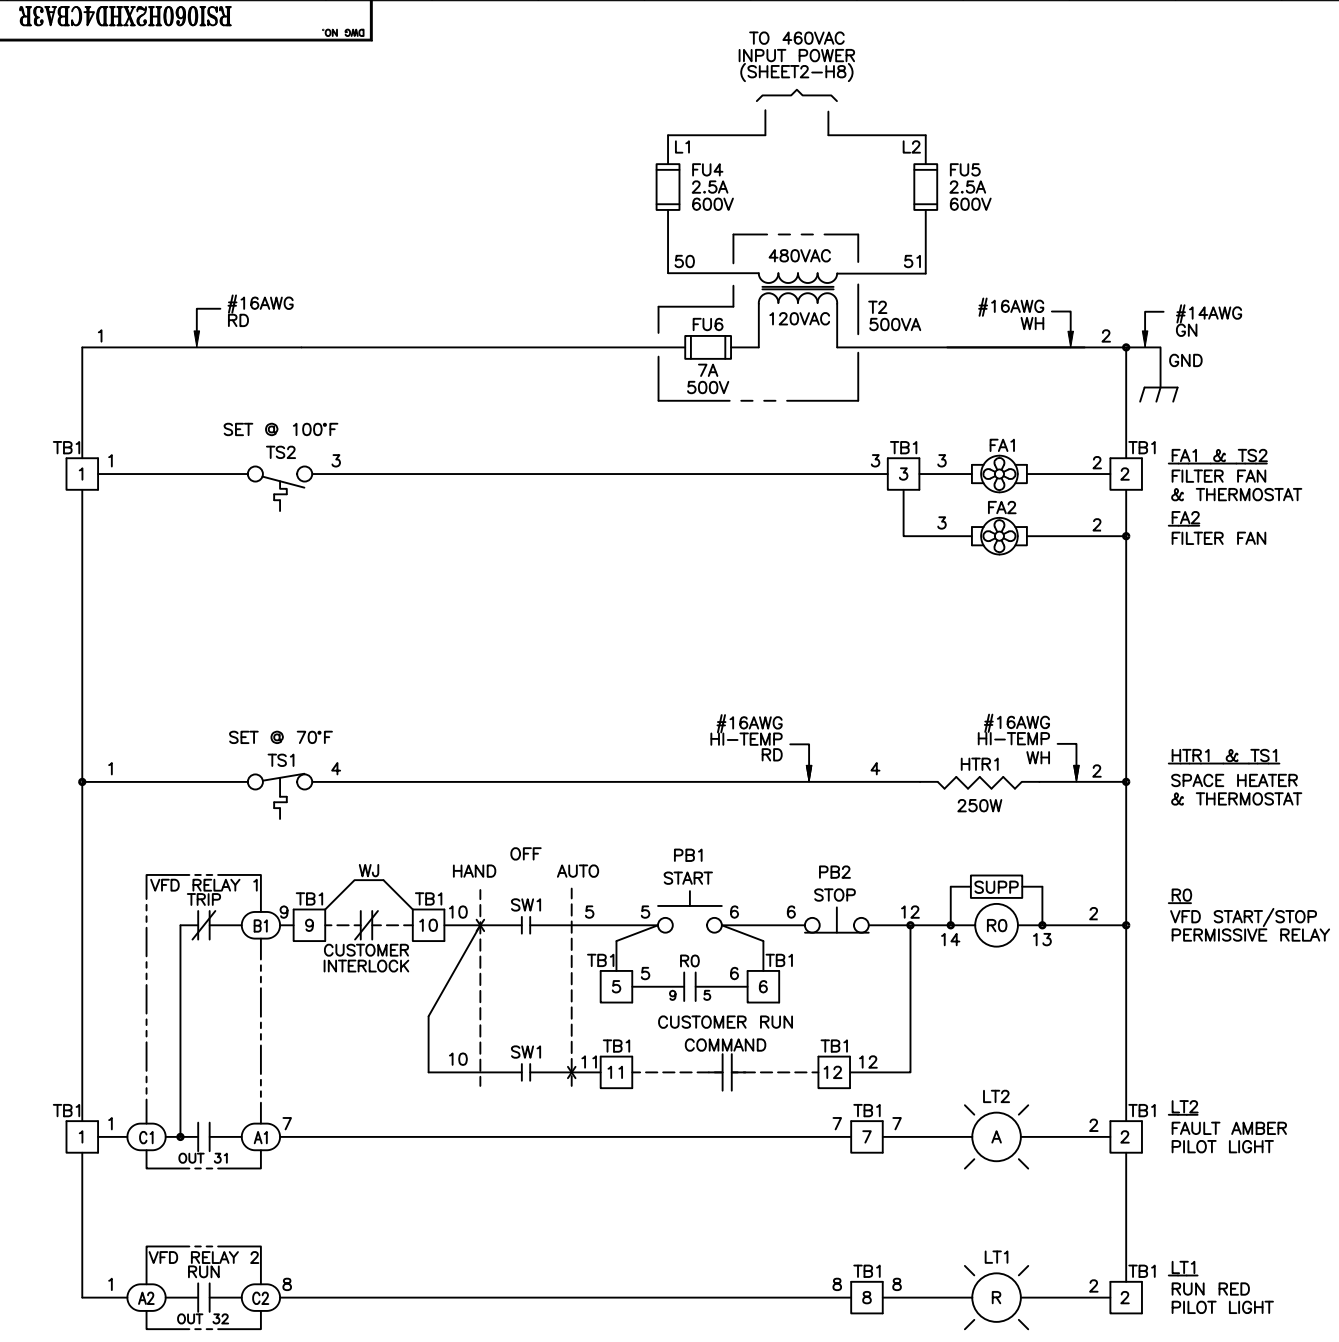 RSI060H2XHD4CBA3R
DWG NO.
TO 460VAC
INPUT POWER
(SHEET2-H8)
L1
L2
FU4
2.5A
600V
FU5
2.5A
600V
50
480VAC
51
#16AWG
RD
1
FU6
7A
500V
120VAC
T2
500VA
#16AWG
WH
2
#14AWG
GN
GND
SET @ 100°F
TS2
TB1
1
1
3
3
TB1
3
3
FA1
2
TB1
2
FA1 & TS2
FILTER FAN
& THERMOSTAT
3
FA2
2
FA2
FILTER FAN
SET @ 70°F
TS1
1
4
#16AWG
HI-TEMP
RD
4
HTR1
250W
#16AWG
HI-TEMP
WH
2
HTR1 & TS1
SPACE HEATER
& THERMOSTAT
VFD RELAY 1
TRIP
B1
9
TB1
9
WJ
CUSTOMER
INTERLOCK
TB1
10
10
HAND
OFF
AUTO
SW1
5
PB1
START
5
6
6
PB2
STOP
12
SUPP
14
R0
13
2
R0
VFD START/STOP
PERMISSIVE RELAY
TB1
5
5
R0
9
5
6
TB1
6
CUSTOMER RUN
COMMAND
10
SW1
11
TB1
11
TB1
12
12
TB1
1
1
C1
OUT 31
A1
7
7
TB1
7
7
LT2
A
2
TB1
2
LT2
FAULT AMBER
PILOT LIGHT
VFD RELAY 2
RUN
1
A2
OUT 32
C2
8
8
TB1
8
8
LT1
R
2
TB1
2
LT1
RUN RED
PILOT LIGHT